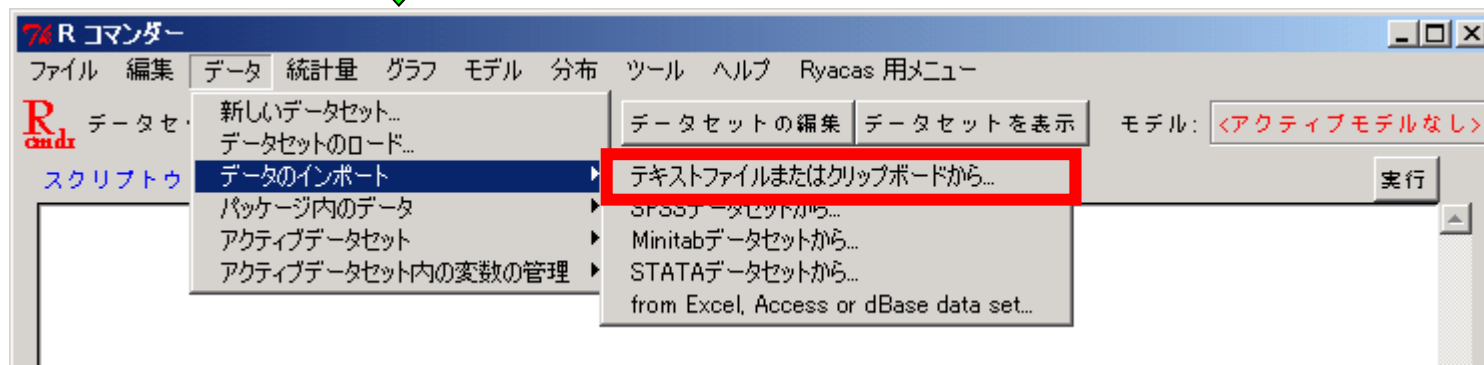 R コマンダー
ファイル 編集 データ 統計量 グラフ モデル 分布 ツール ヘルプ Ryacas 用メニュー
R cmdr データセ データセットの編集 データセットを表示 モデル: <アクティブモデルなし>
スクリプトウ 実行
新しいデータセット...
データセットのロード...
データのインポート
パッケージ内のデータ
アクティブデータセット
アクティブデータセット内の変数の管理
テキストファイルまたはクリップボードから...
SPSSデータセットから...
Minitabデータセットから...
STATAデータセットから...
from Excel, Access or dBase data set...